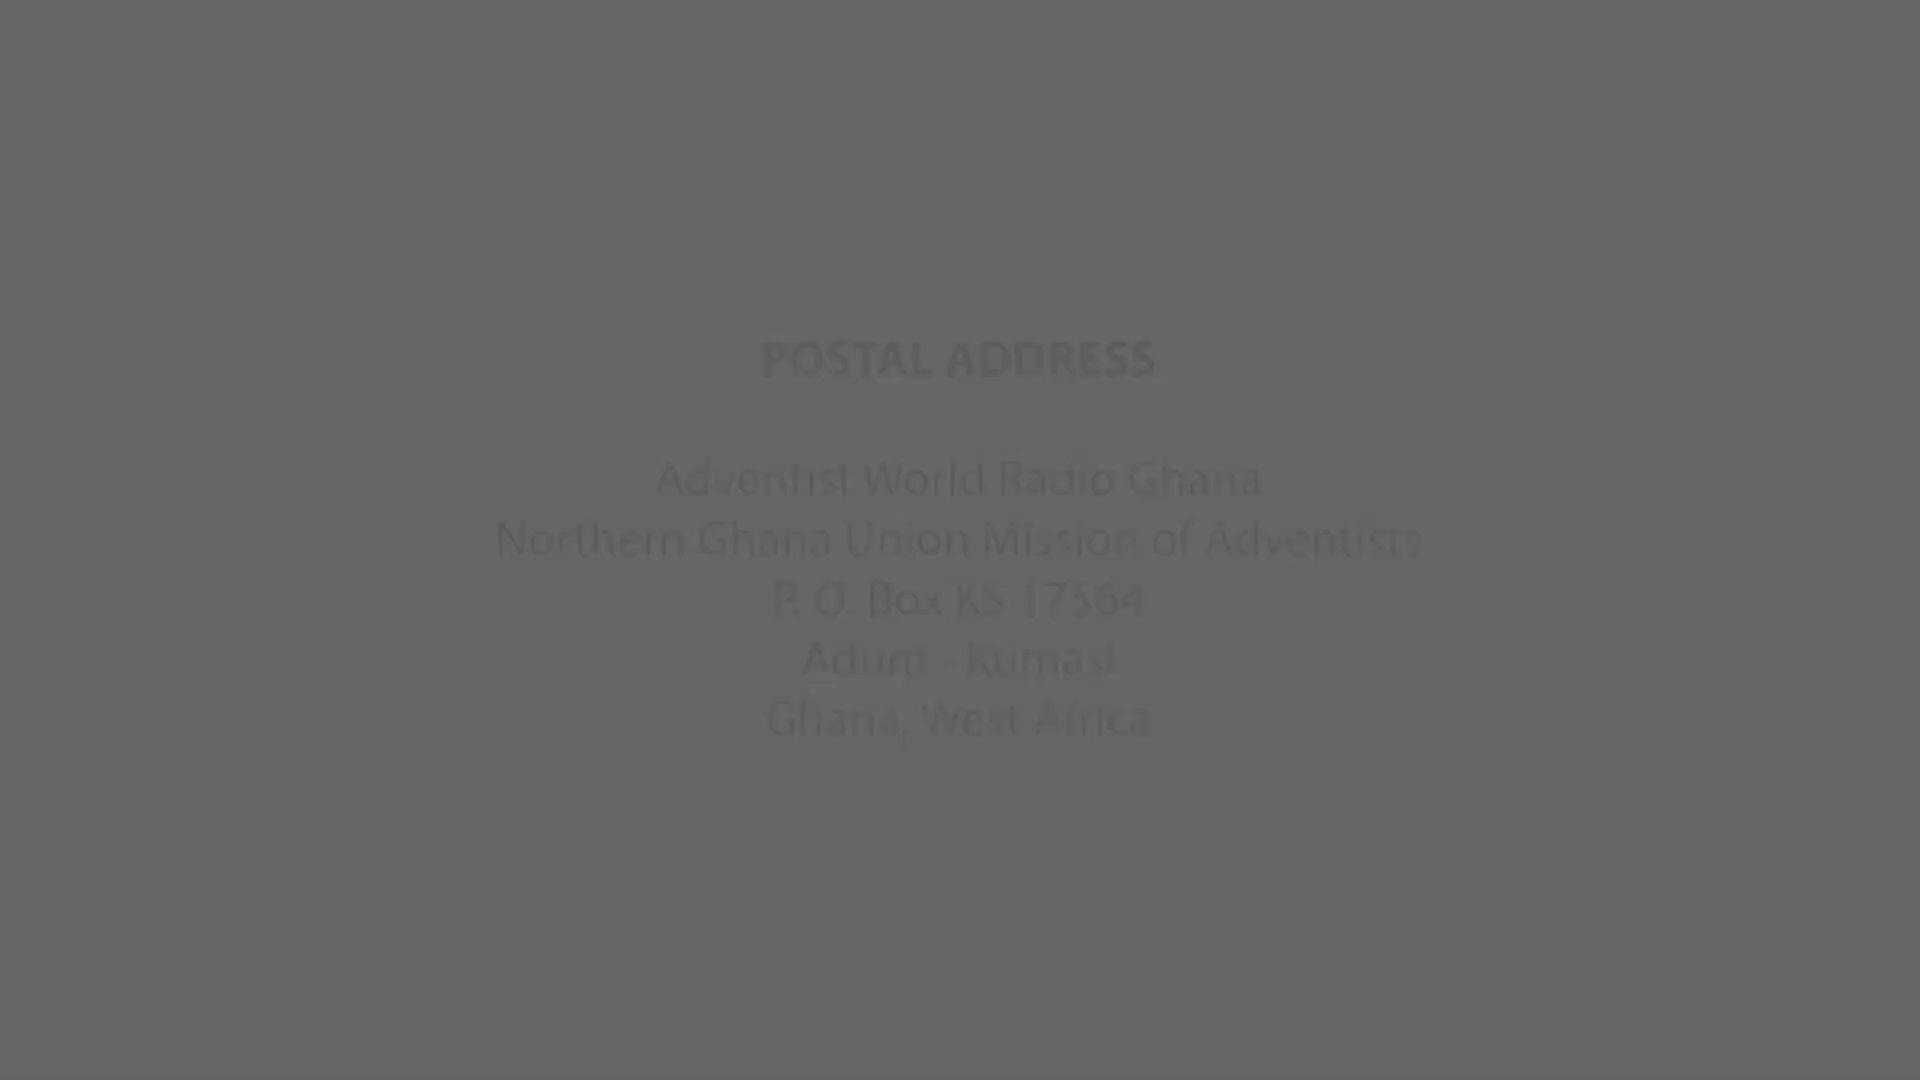 POSTAL ADDRESS
Adventist World Radio Ghana
Northern Ghana Union Mission of Adventists
P. O. Box KS 17564
Adum - Kumasi
Ghana, West Africa